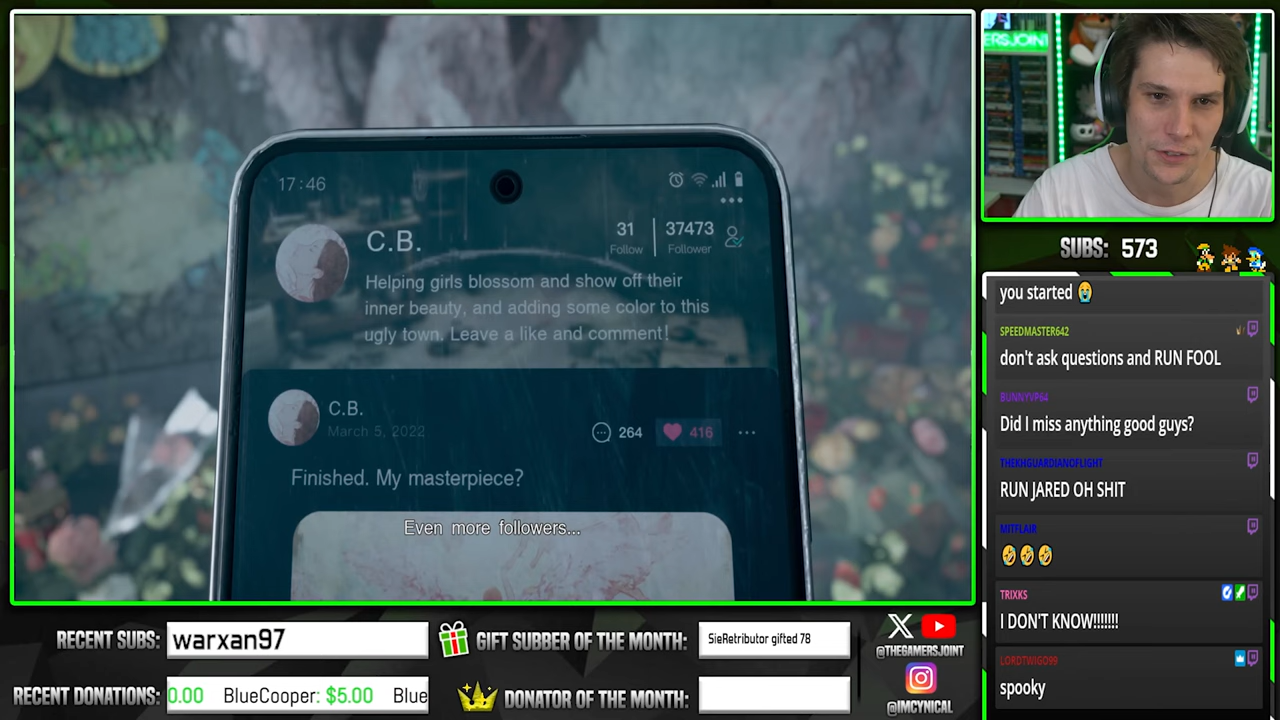 17:46
C.B.
31
Follow
37473
Follower
Helping girls blossom and show off their
inner beauty, and adding some color to this
ugly town. Leave a like and comment!
C.B.
March 5, 2022
264
416
Finished. My masterpiece?
Even more followers...
ERSJOINT
SUBS: 573
you started 😭
SPEEDMASTER642
don't ask questions and RUN FOOL
BUNNYVP64
Did I miss anything good guys?
THEKHGUARDIANOFLIGHT
RUN JARED OH SHIT
MITFLAIR
🤣🤣🤣
TRIXKS
I DON'T KNOW!!!!!!!
LORDTWIGO99
spooky
RECENT SUBS: warxan97
GIFT SUBBER OF THE MONTH: SieRetributor gifted 78
@THEGAMERSJOINT
RECENT DONATIONS: 0.00 BlueCooper: $5.00 Blue
DONATOR OF THE MONTH:
@IMCYNICAL